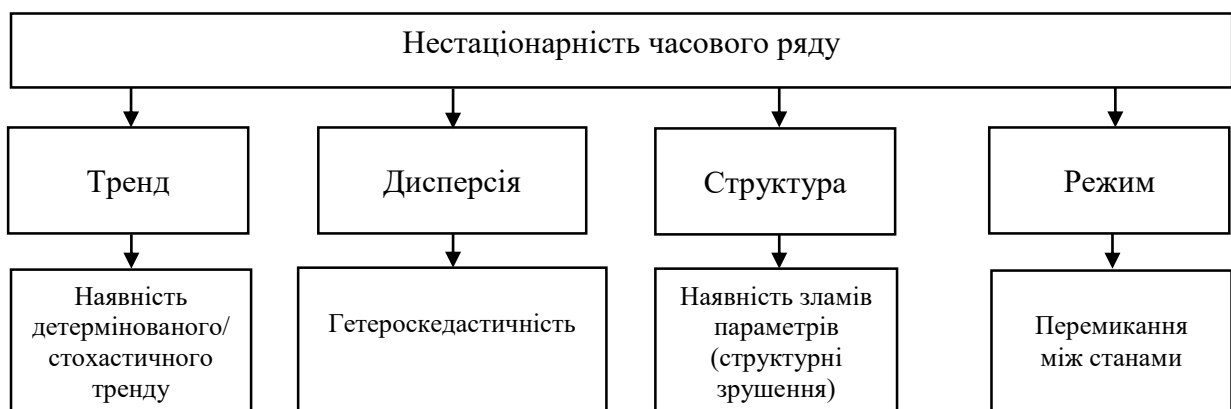 Нестаціонарність часового ряду
Тренд
Дисперсія
Структура
Режим
Наявність
детермінованого/
стохастичного
тренду
Гетероскедастичність
Наявність зламів
параметрів
(структурні
зрушення)
Перемикання
між станами